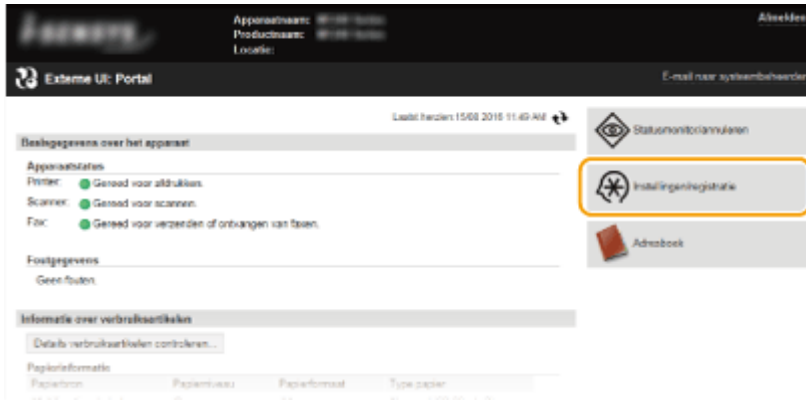 Apparaatnaam:
Productnaam:
Locatie:
Afmelden
Externe UI: Portal
E-mail naar systeembeheerder
Laatst herzien: 15/08 2016 11:49 AM
Basisgegevens over het apparaat
Apparaatstatus
Printer: Gereed voor afdrukken.
Scanner: Gereed voor scannen.
Fax: Gereed voor verzenden of ontvangen van faxen.
Foutgegevens
Geen fouten.
Informatie over verbruiksartikelen
Details verbruiksartikelen controleren...
Papierinformatie
Papierbron Papierniveau Papierformaat Type papier
Statusmonitor/annuleren
Instellingen/registratie
Adresboek